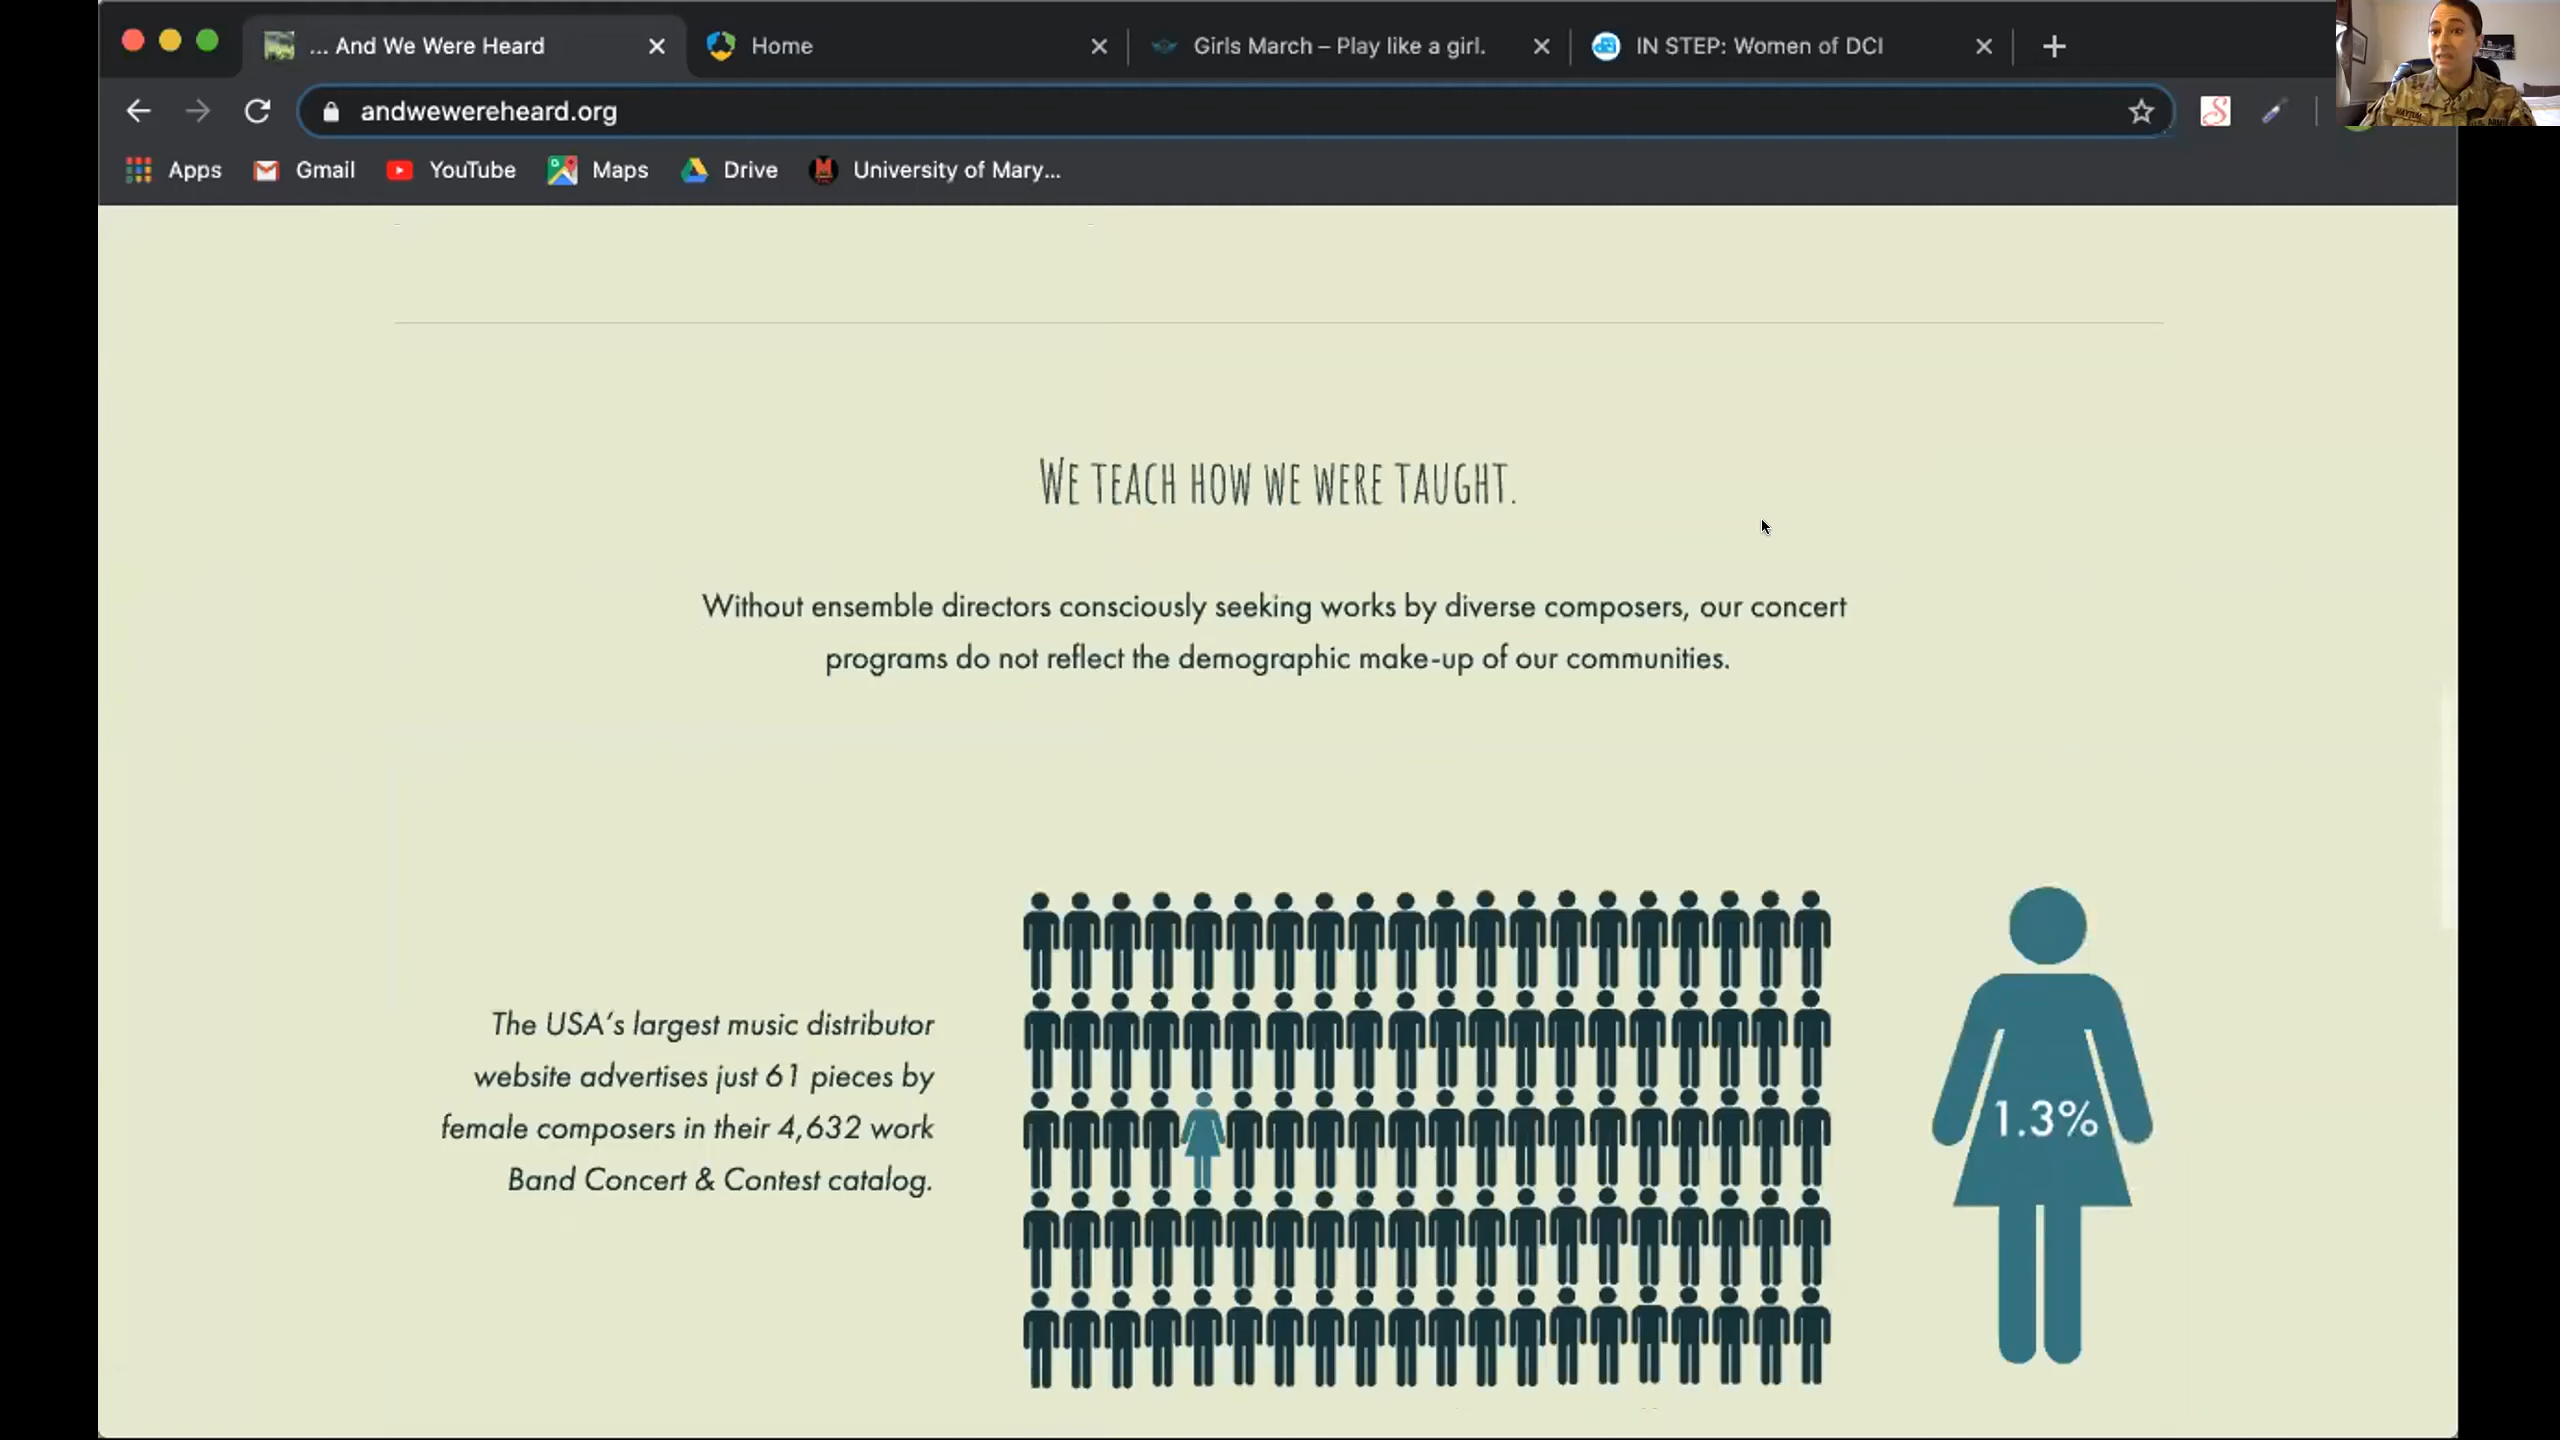 ... And We Were Heard
Home
Girls March – Play like a girl.
IN STEP: Women of DCI
andwewereheard.org
Apps
Gmail
YouTube
Maps
Drive
University of Mary...
WE TEACH HOW WE WERE TAUGHT.
Without ensemble directors consciously seeking works by diverse composers, our concert
programs do not reflect the demographic make-up of our communities.
The USA's largest music distributor
website advertises just 61 pieces by
female composers in their 4,632 work
Band Concert & Contest catalog.
1.3%